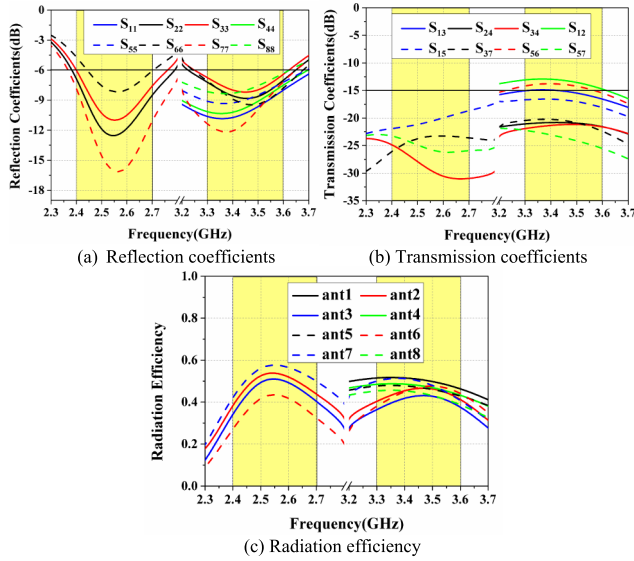 S11 S22 S33 S44
S55 S66 S77 S88
Reflection Coefficients(dB)
3
0
-3
-6
-9
-12
-15
-18
2.3 2.4 2.5 2.6 2.7 3.2 3.3 3.4 3.5 3.6 3.7
Frequency(GHz)
(a) Reflection coefficients
S13 S24 S34 S12
S15 S37 S56 S57
Transmission Coefficients(dB)
0
-5
-10
-15
-20
-25
-30
-35
2.3 2.4 2.5 2.6 2.7 3.2 3.3 3.4 3.5 3.6 3.7
Frequency(GHz)
(b) Transmission coefficients
ant1 ant2
ant3 ant4
ant5 ant6
ant7 ant8
Radiation Efficiency
1.0
0.8
0.6
0.4
0.2
0.0
2.3 2.4 2.5 2.6 2.7 3.2 3.3 3.4 3.5 3.6 3.7
Frequency(GHz)
(c) Radiation efficiency